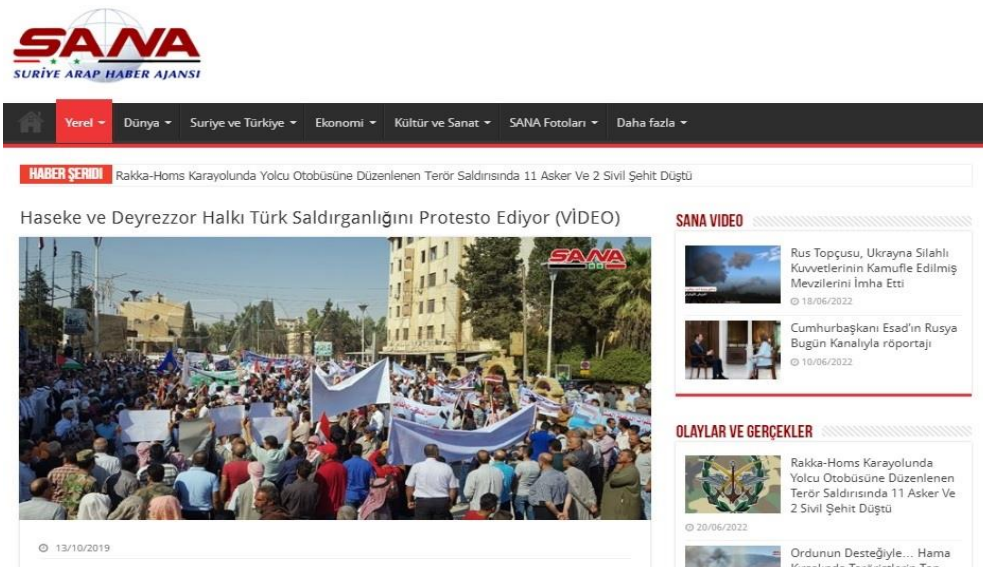 SANA
SURİYE ARAP HABER AJANSI
Yerel
Dünya
Suriye ve Türkiye
Ekonomi
Kültür ve Sanat
SANA Fotoları
Daha fazla
HABER ŞERIDI
Rakka-Homs Karayolunda Yolcu Otobüsüne Düzenlenen Terör Saldırısında 11 Asker Ve 2 Sivil Şehit Düştü
Haseke ve Deyrezzor Halkı Türk Saldırganlığını Protesto Ediyor (VİDEO)
SANA
13/10/2019
SANA VIDEO
Rus Topçusu, Ukrayna Silahlı
Kuvvetlerinin Kamufle Edilmiş
Mevzilerini İmha Etti
18/06/2022
Cumhurbaşkanı Esad'ın Rusya
Bugün Kanalıyla röportajı
10/06/2022
OLAYLAR VE GERÇEKLER
Rakka-Homs Karayolunda
Yolcu Otobüsüne Düzenlenen
Terör Saldırısında 11 Asker Ve
2 Sivil Şehit Düştü
20/06/2022
Ordunun Desteğiyle... Hama